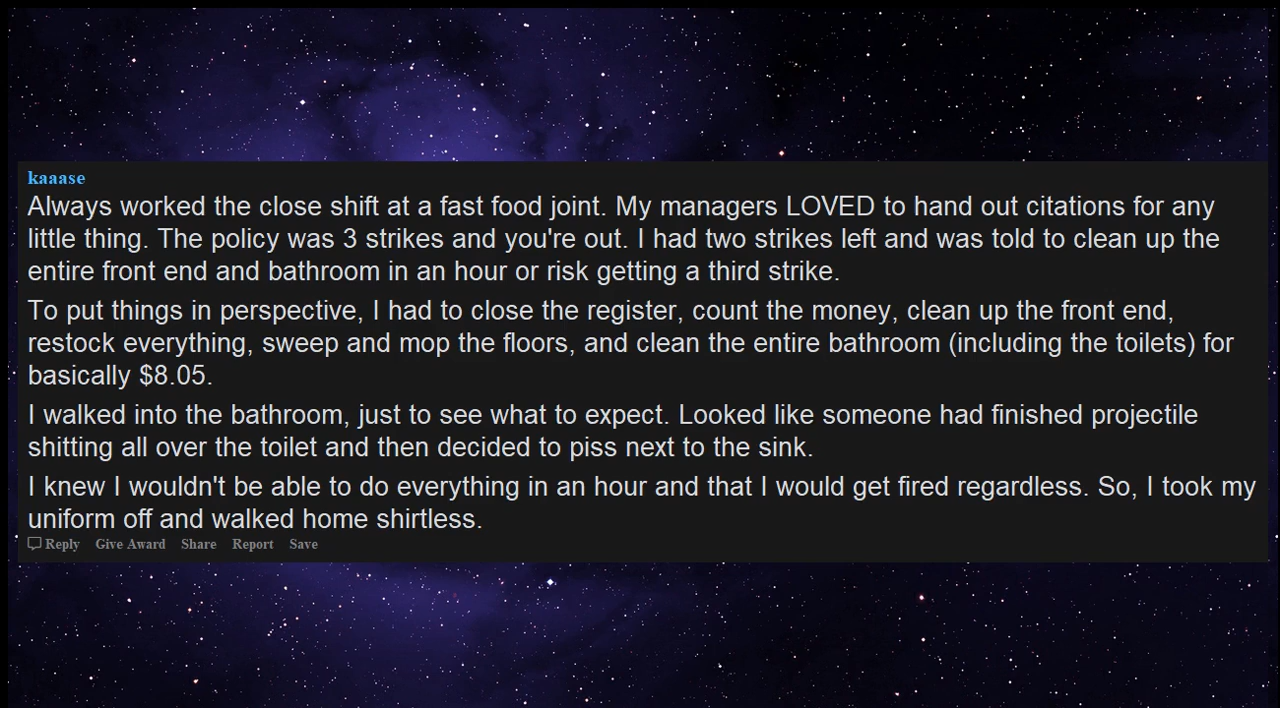 kaaase
Always worked the close shift at a fast food joint. My managers LOVED to hand out citations for any
little thing. The policy was 3 strikes and you're out. I had two strikes left and was told to clean up the
entire front end and bathroom in an hour or risk getting a third strike.
To put things in perspective, I had to close the register, count the money, clean up the front end,
restock everything, sweep and mop the floors, and clean the entire bathroom (including the toilets) for
basically $8.05.
I walked into the bathroom, just to see what to expect. Looked like someone had finished projectile
shitting all over the toilet and then decided to piss next to the sink.
I knew I wouldn't be able to do everything in an hour and that I would get fired regardless. So, I took my
uniform off and walked home shirtless.
Reply Give Award Share Report Save